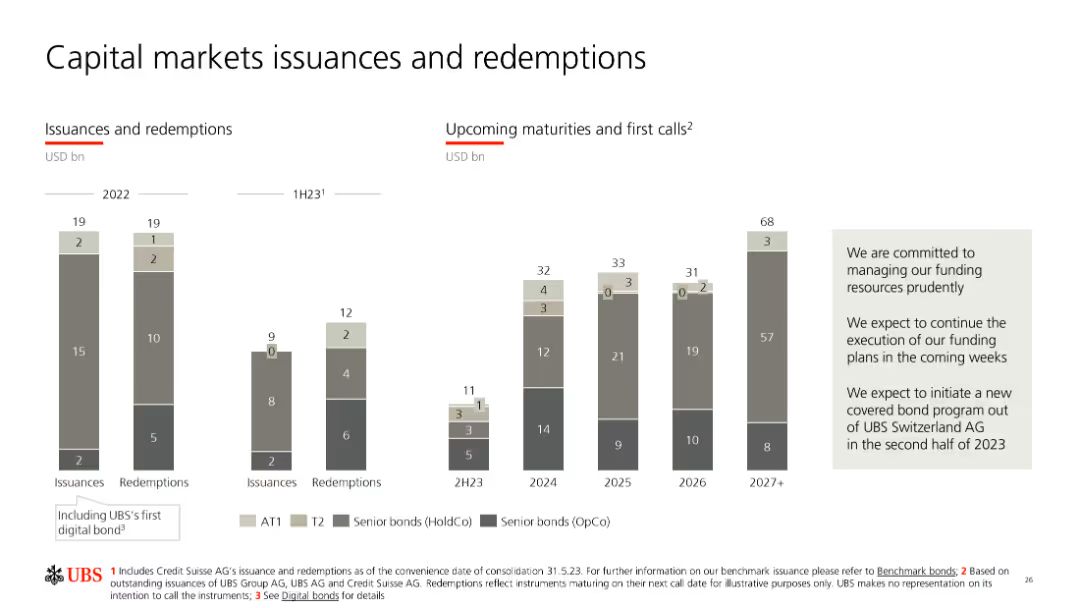 Capital markets issuances and redemptions
Issuances and redemptions
USD bn
2022
1H23¹
19
2
15
2
Issuances
19
1
2
10
5
Redemptions
9
0
8
2
Issuances
12
2
4
6
Redemptions
Including UBS's first
digital bond³
Upcoming maturities and first calls²
USD bn
11
1
3
3
5
2H23
32
4
3
12
14
2024
33
3
0
21
9
2025
31
2
0
19
10
2026
68
3
57
8
2027+
AT1
T2
Senior bonds (HoldCo)
Senior bonds (OpCo)
We are committed to
managing our funding
resources prudently
We expect to continue the
execution of our funding
plans in the coming weeks
We expect to initiate a new
covered bond program out
of UBS Switzerland AG
in the second half of 2023
UBS
1 Includes Credit Suisse AG's issuance and redemptions as of the convenience date of consolidation 31.5.23. For further information on our benchmark issuance please refer to Benchmark bonds; 2 Based on
outstanding issuances of UBS Group AG, UBS AG and Credit Suisse AG. Redemptions reflect instruments maturing on their next call date for illustrative purposes only. UBS makes no representation on its
intention to call the instruments; 3 See Digital bonds for details
26